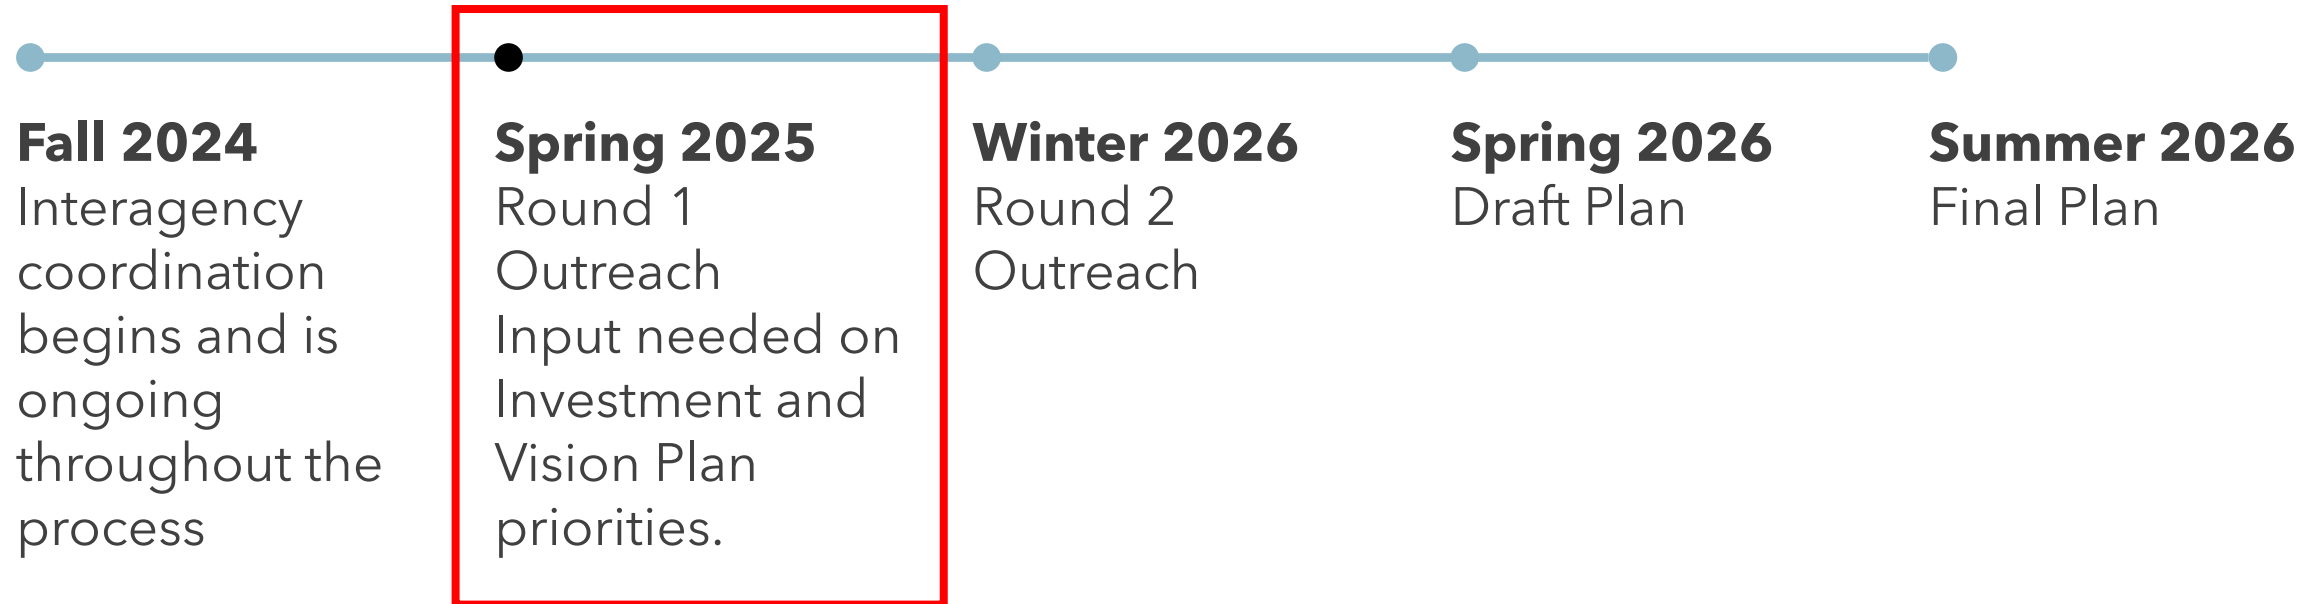 Fall 2024
Interagency
coordination
begins and is
ongoing
throughout the
process
Spring 2025
Round 1
Outreach
Input needed on
Investment and
Vision Plan
priorities.
Winter 2026
Round 2
Outreach
Spring 2026
Draft Plan
Summer 2026
Final Plan